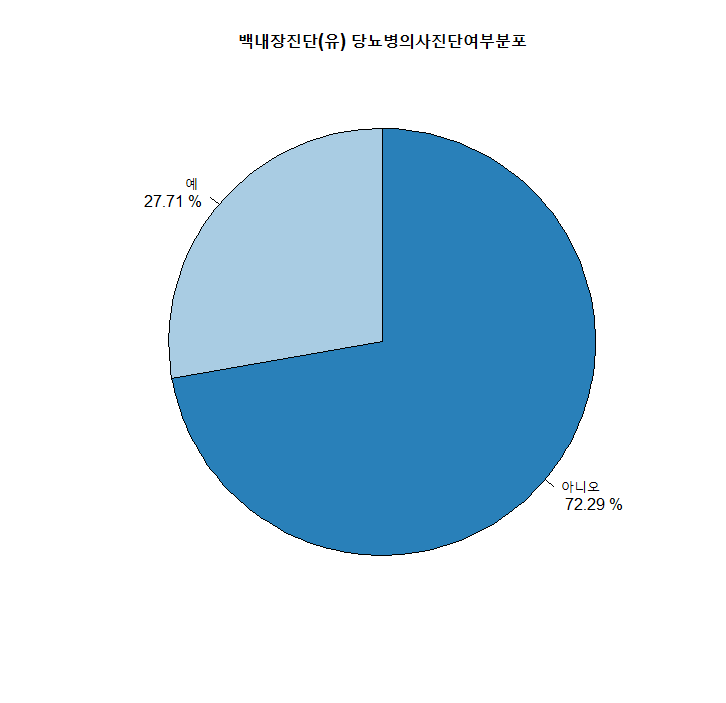 백내장진단(유) 당뇨병의사진단여부분포
예
27.71 %
아니오
72.29 %